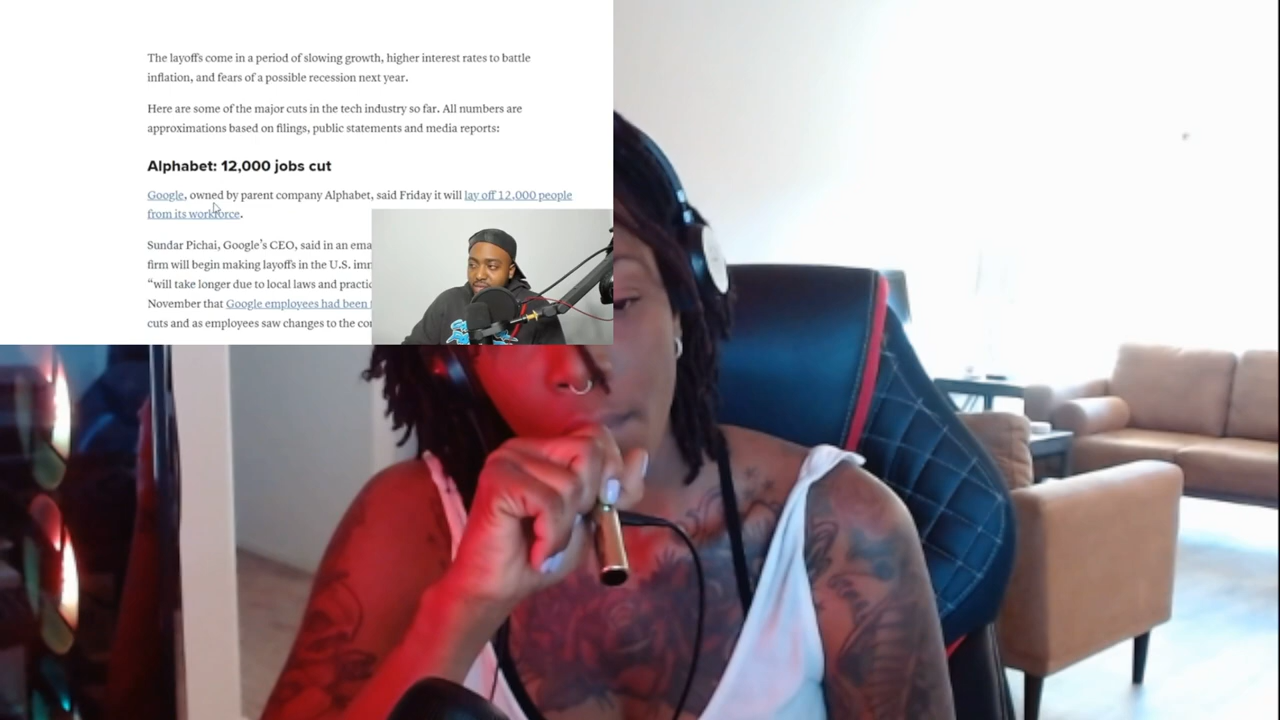 The layoffs come in a period of slowing growth, higher interest rates to battle
inflation, and fears of a possible recession next year.
Here are some of the major cuts in the tech industry so far. All numbers are
approximations based on filings, public statements and media reports:
Alphabet: 12,000 jobs cut
Google, owned by parent company Alphabet, said Friday it will lay off 12,000 people
from its workforce.
Sundar Pichai, Google’s CEO, said in an
firm will begin making layoffs in the U.S.
“will take longer due to local laws and
November that Google employees had been
cuts and as employees saw changes to the